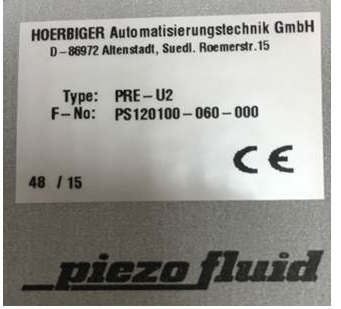 HOERBIGER Automatisierungstechnik GmbH
D-86972 Altenstadt, Suedl. Roemerstr.15
Type: PRE-U2
F-No: PS120100-060-000
CE
48 / 15
piezo fluid